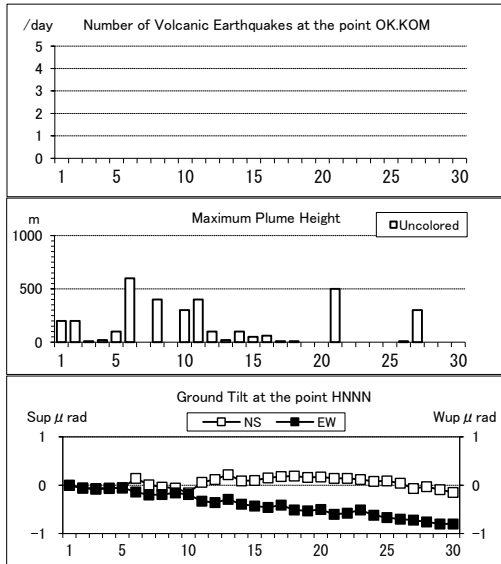 /day Number of Volcanic Earthquakes at the point OK.KOM
5
4
3
2
1
0
1 5 10 15 20 25 30
m Maximum Plume Height
1000
Uncolored
500
0
1 5 10 15 20 25 30
Ground Tilt at the point HNNN
Sup μ rad NS EW Wup μ rad
1 1
0 0
-1 -1
1 5 10 15 20 25 30